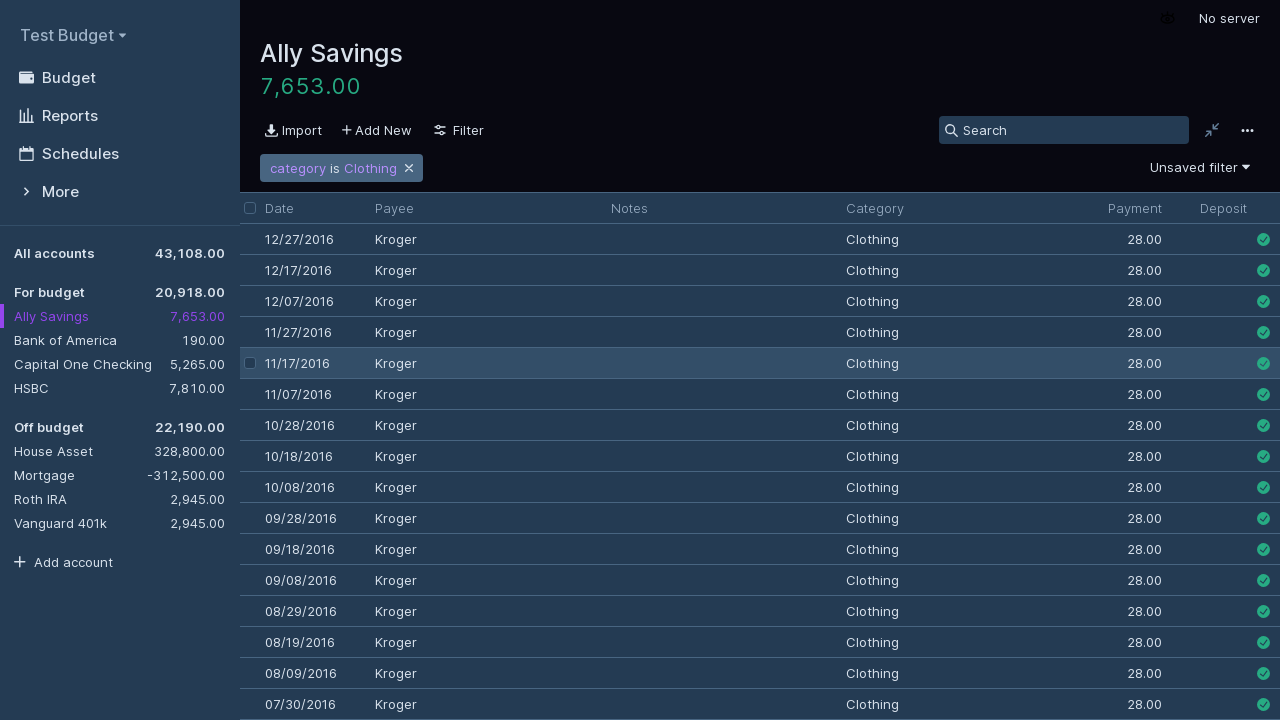 Test Budget
Budget
Reports
Schedules
More
All accounts 43,108.00
For budget 20,918.00
Ally Savings 7,653.00
Bank of America 190.00
Capital One Checking 5,265.00
HSBC 7,810.00
Off budget 22,190.00
House Asset 328,800.00
Mortgage -312,500.00
Roth IRA 2,945.00
Vanguard 401k 2,945.00
Add account
No server
Ally Savings
7,653.00
Import Add New Filter Search
category is Clothing Unsaved filter
Date Payee Notes Category Payment Deposit
12/27/2016 Kroger Clothing 28.00
12/17/2016 Kroger Clothing 28.00
12/07/2016 Kroger Clothing 28.00
11/27/2016 Kroger Clothing 28.00
11/17/2016 Kroger Clothing 28.00
11/07/2016 Kroger Clothing 28.00
10/28/2016 Kroger Clothing 28.00
10/18/2016 Kroger Clothing 28.00
10/08/2016 Kroger Clothing 28.00
09/28/2016 Kroger Clothing 28.00
09/18/2016 Kroger Clothing 28.00
09/08/2016 Kroger Clothing 28.00
08/29/2016 Kroger Clothing 28.00
08/19/2016 Kroger Clothing 28.00
08/09/2016 Kroger Clothing 28.00
07/30/2016 Kroger Clothing 28.00